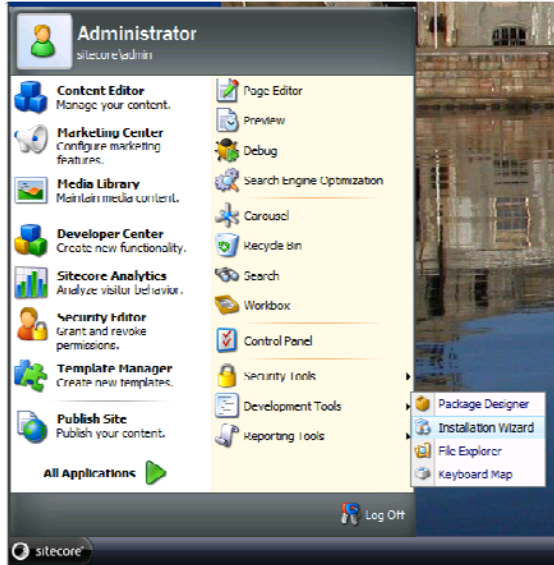 Administrator
sitecore\admin
Content Editor
Manage your content.
Marketing Center
Configure marketing
features.
Media Library
Maintain media content.
Developer Center
Create new functionality.
Sitecore Analytics
Analyze visitor behavior.
Security Editor
Grant and revoke
permissions.
Template Manager
Create new templates.
Publish Site
Publish your content.
All Applications
Page Editor
Preview
Debug
Search Engine Optimization
Carousel
Recycle Bin
Search
Workbox
Control Panel
Security Tools
Development Tools
Reporting Tools
Package Designer
Installation Wizard
File Explorer
Keyboard Map
Log Off
sitecore